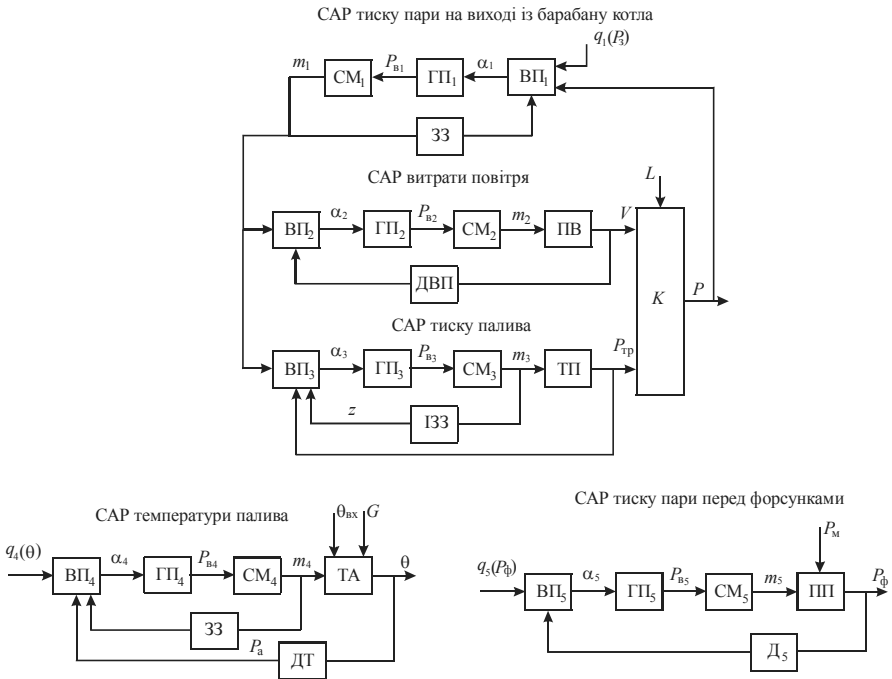 САР тиску пари на виході із барабану котла
q₁(Pз)
m₁ СМ₁ Pв₁ ГП₁ α₁ ВП₁
ЗЗ
САР витрати повітря
L
ВП₂ α₂ ГП₂ Pв₂ СМ₂ m₂ ПВ V
ДВП
K P
САР тиску палива
ВП₃ α₃ ГП₃ Pв₃ СМ₃ m₃ ТП Pтр
z ІЗЗ
САР температури палива
θвх G
q₄(θ) ВП₄ α₄ ГП₄ Pв₄ СМ₄ m₄ ТА θ
ЗЗ
Pа ДТ
САР тиску пари перед форсунками
Pм
q₅(Pф) ВП₅ α₅ ГП₅ Pв₅ СМ₅ m₅ ПП Pф
Д₅